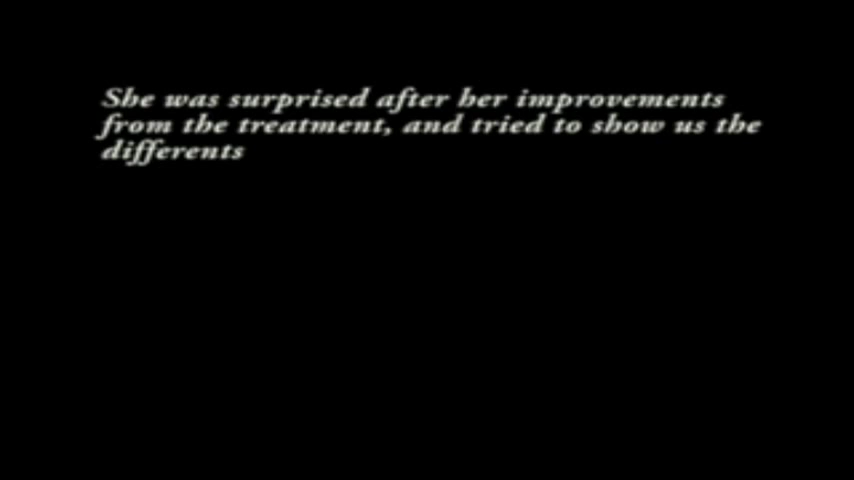 She was surprised after her improvements
from the treatment, and tried to show us the
differents